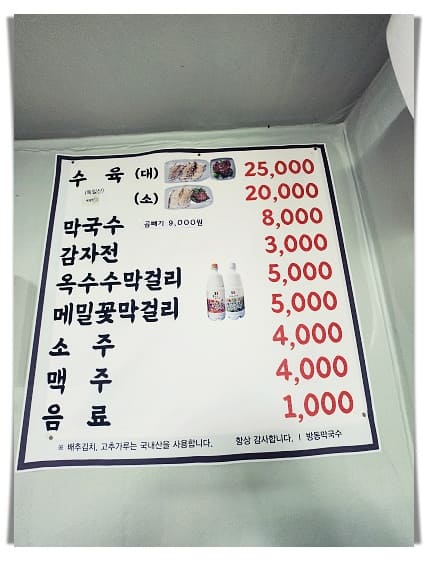 수 육 (대) 25,000
(소) 20,000
막국수 곱빼기 9,000원 8,000
감자전 3,000
옥수수막걸리 5,000
메밀꽃막걸리 5,000
소 주 4,000
맥 주 4,000
음 료 1,000
※ 배추김치, 고추가루는 국내산을 사용합니다. 항상 감사합니다. ! 방동막국수